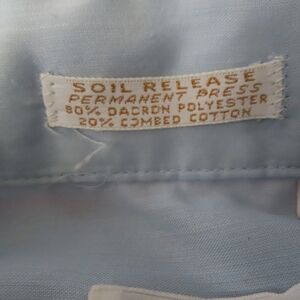 SOIL RELEASE
PERMANENT PRESS
80% DACRON POLYESTER
20% COMBED COTTON